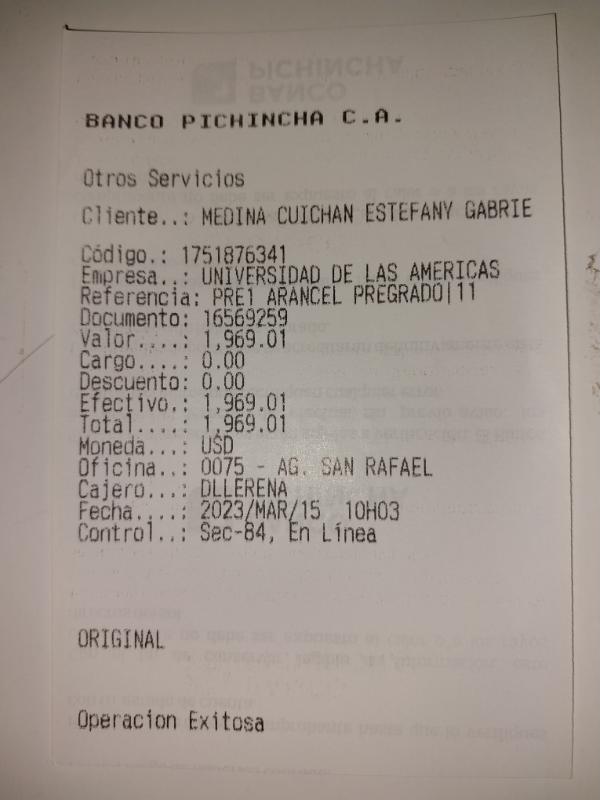 BANCO PICHINCHA C.A.
Otros Servicios
Cliente..: MEDINA CUICHAN ESTEFANY GABRIE
Código.: 1751876341
Empresa..: UNIVERSIDAD DE LAS AMERICAS
Referencia: PRE1 ARANCEL PREGRADO|11
Documento: 16569259
Valor....: 1,969.01
Cargo....: 0.00
Descuento: 0.00
Efectivo.: 1,969.01
Total....: 1,969.01
Moneda...: USD
Oficina..: 0075 - AG. SAN RAFAEL
Cajero...: DLLERENA
Fecha....: 2023/MAR/15 10H03
Control..: Sec-84, En Línea
ORIGINAL
Operacion Exitosa